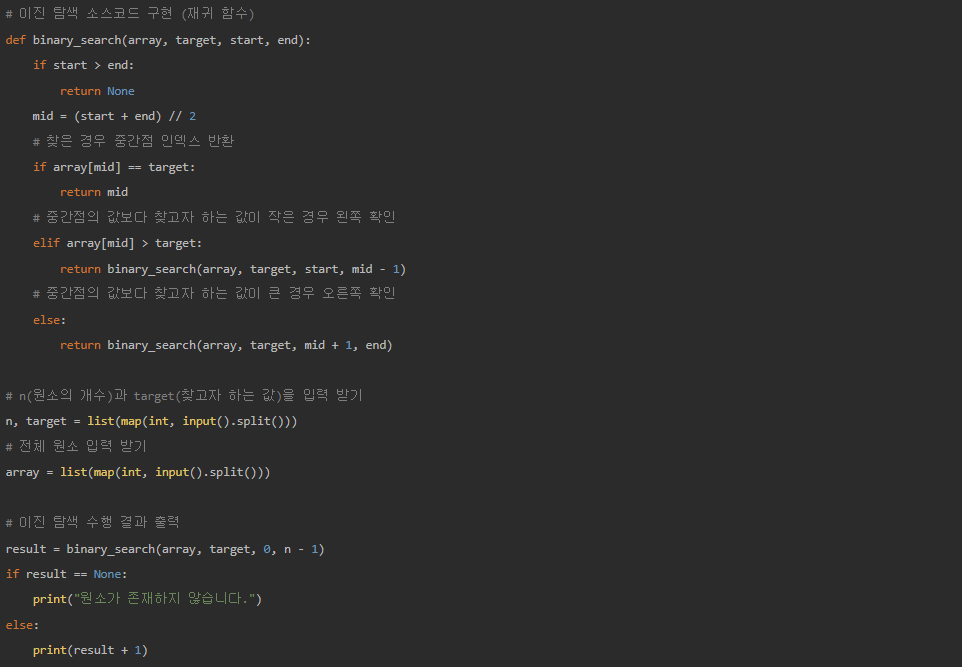 # 이진 탐색 소스코드 구현 (재귀 함수)
def binary_search(array, target, start, end):
    if start > end:
        return None
    mid = (start + end) // 2
    # 찾은 경우 중간점 인덱스 반환
    if array[mid] == target:
        return mid
    # 중간점의 값보다 찾고자 하는 값이 작은 경우 왼쪽 확인
    elif array[mid] > target:
        return binary_search(array, target, start, mid - 1)
    # 중간점의 값보다 찾고자 하는 값이 큰 경우 오른쪽 확인
    else:
        return binary_search(array, target, mid + 1, end)
# n(원소의 개수)과 target(찾고자 하는 값)을 입력 받기
n, target = list(map(int, input().split()))
# 전체 원소 입력 받기
array = list(map(int, input().split()))
# 이진 탐색 수행 결과 출력
result = binary_search(array, target, 0, n - 1)
if result == None:
    print("원소가 존재하지 않습니다.")
else:
    print(result + 1)